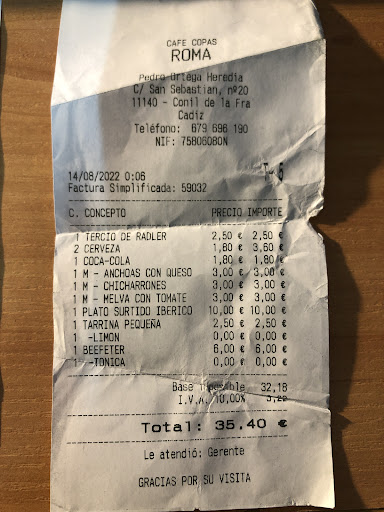 CAFE COPAS
ROMA
Pedro Ortega Heredia
C/ San Sebastian, nº20
11140 - Conil de la Fra
Cadiz
Teléfono: 679 696 190
NIF: 75806080N
T-5
14/08/2022 0:06
Factura Simplificada: 59032
C. CONCEPTO PRECIO IMPORTE
1 TERCIO DE RADLER 2,50 € 2,50 €
2 CERVEZA 1,80 € 3,60 €
1 COCA-COLA 1,80 € 1,80 €
1 M - ANCHOAS CON QUESO 3,00 € 3,00 €
1 M - CHICHARRONES 3,00 € 3,00 €
1 M - MELVA CON TOMATE 3,00 € 3,00 €
1 PLATO SURTIDO IBERICO 10,00 € 10,00 €
1 TARRINA PEQUEÑA 2,50 € 2,50 €
1 -LIMON 0,00 € 0,00 €
1 BEEFETER 6,00 € 6,00 €
1 -TONICA 0,00 € 0,00 €
Base imponible 32,18
I.V.A. 10,00% 3,22
Total: 35.40 €
Le atendió: Gerente
GRACIAS POR SU VISITA